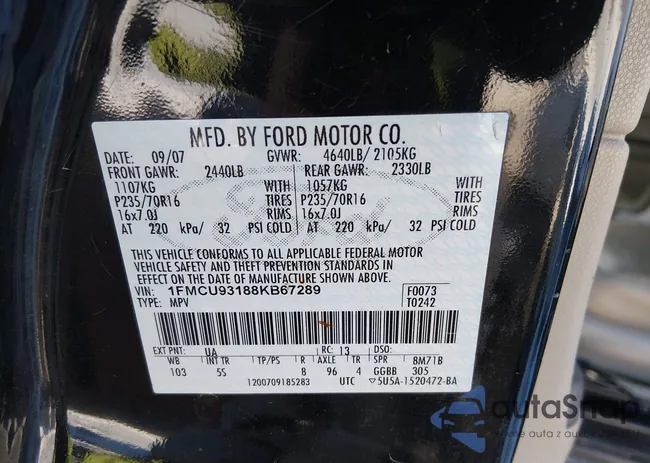 MFD. BY FORD MOTOR CO.
DATE: 09/07 GVWR: 4640LB/ 2105KG
FRONT GAWR: 2440LB REAR GAWR: 2330LB
1107KG WITH 1057KG WITH
P235/70R16 TIRES P235/70R16 TIRES
16x7.0J RIMS 16x7.0J RIMS
AT 220 kPa/ 32 PSI COLD AT 220 kPa/ 32 PSI COLD
THIS VEHICLE CONFORMS TO ALL APPLICABLE FEDERAL MOTOR
VEHICLE SAFETY AND THEFT PREVENTION STANDARDS IN
EFFECT ON THE DATE OF MANUFACTURE SHOWN ABOVE.
VIN: 1FMCU93188KB67289 F0073
TYPE: MPV T0242
EXT PNT: UA RC: 13 DSO:
WB INT TR TP/PS R AXLE TR SPR 8M71B
103 5S 8 96 4 GGBB 305
1200709185283 UTC 5U5A-1520472-BA
Ford
autaSnap
auta z aukcji